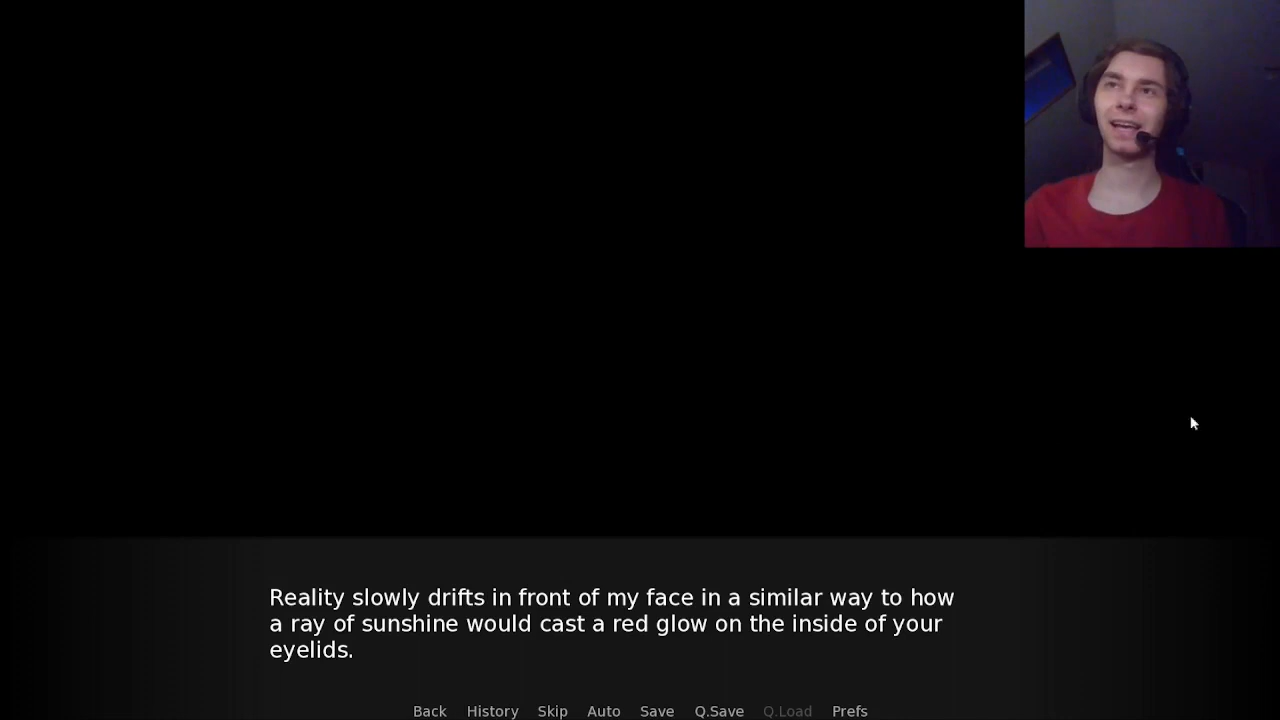 Reality slowly drifts in front of my face in a similar way to how
a ray of sunshine would cast a red glow on the inside of your
eyelids.
Back History Skip Auto Save Q.Save Q.Load Prefs